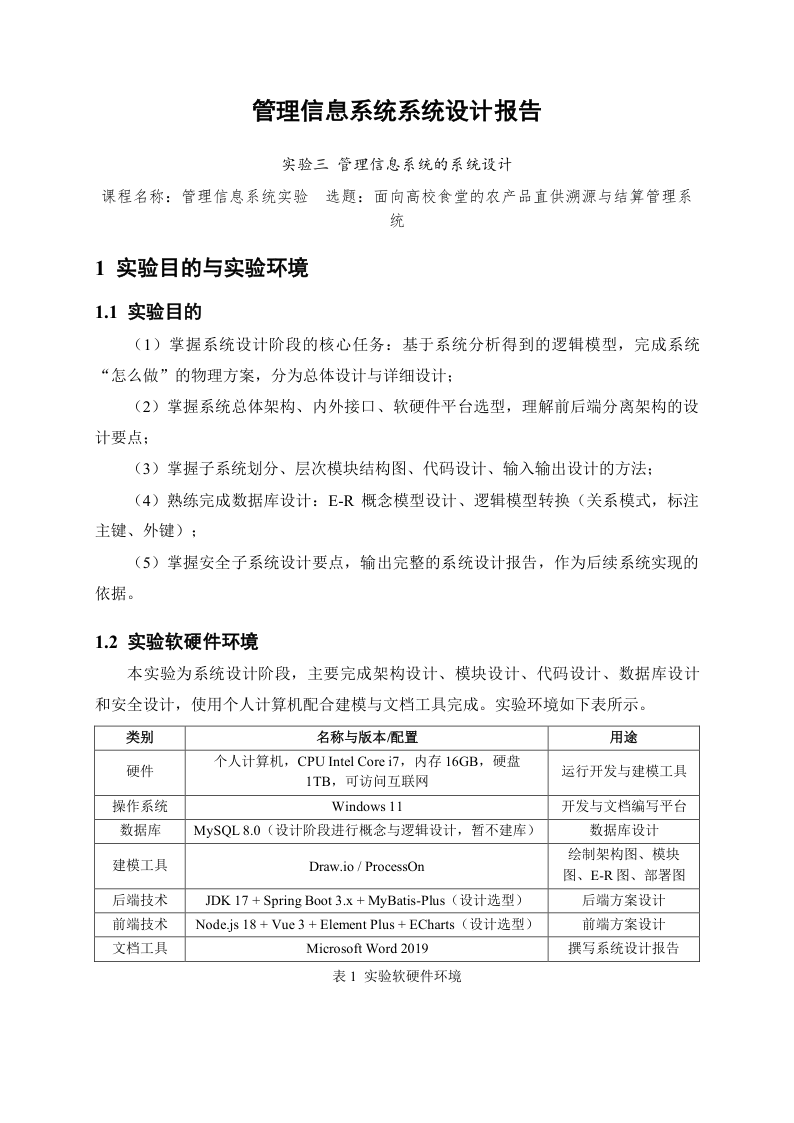 管理信息系统系统设计报告
实验三 管理信息系统的系统设计
课程名称：管理信息系统实验 选题：面向高校食堂的农产品直供溯源与结算管理系
统
1 实验目的与实验环境
1.1 实验目的
（1）掌握系统设计阶段的核心任务：基于系统分析得到的逻辑模型，完成系统
“怎么做”的物理方案，分为总体设计与详细设计；
（2）掌握系统总体架构、内外接口、软硬件平台选型，理解前后端分离架构的设
计要点；
（3）掌握子系统划分、层次模块结构图、代码设计、输入输出设计的方法；
（4）熟练完成数据库设计：E-R 概念模型设计、逻辑模型转换（关系模式，标注
主键、外键）；
（5）掌握安全子系统设计要点，输出完整的系统设计报告，作为后续系统实现的
依据。
1.2 实验软硬件环境
本实验为系统设计阶段，主要完成架构设计、模块设计、代码设计、数据库设计
和安全设计，使用个人计算机配合建模与文档工具完成。实验环境如下表所示。
类别 名称与版本/配置 用途
硬件 个人计算机，CPU Intel Core i7，内存 16GB，硬盘
1TB，可访问互联网 运行开发与建模工具
操作系统 Windows 11 开发与文档编写平台
数据库 MySQL 8.0（设计阶段进行概念与逻辑设计，暂不建库） 数据库设计
建模工具 Draw.io / ProcessOn 绘制架构图、模块
图、E-R 图、部署图
后端技术 JDK 17 + Spring Boot 3.x + MyBatis-Plus（设计选型） 后端方案设计
前端技术 Node.js 18 + Vue 3 + Element Plus + ECharts（设计选型） 前端方案设计
文档工具 Microsoft Word 2019 撰写系统设计报告
表 1 实验软硬件环境